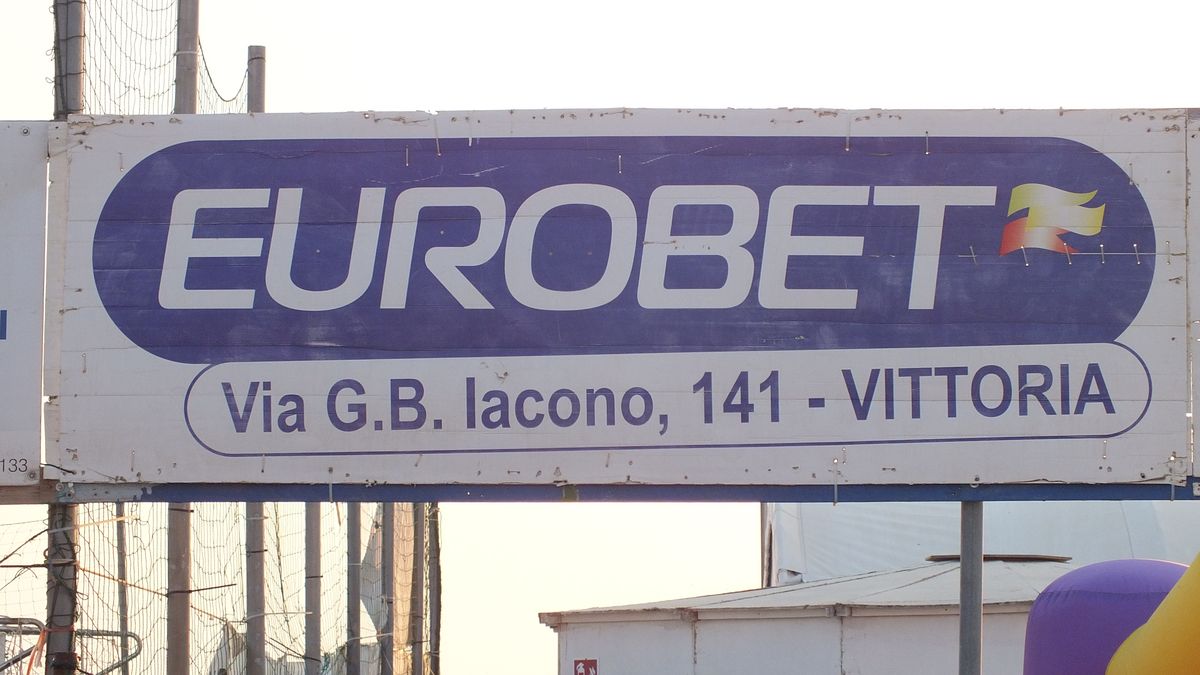 EUROBET
Via G.B. Iacono, 141 - VITTORIA
133